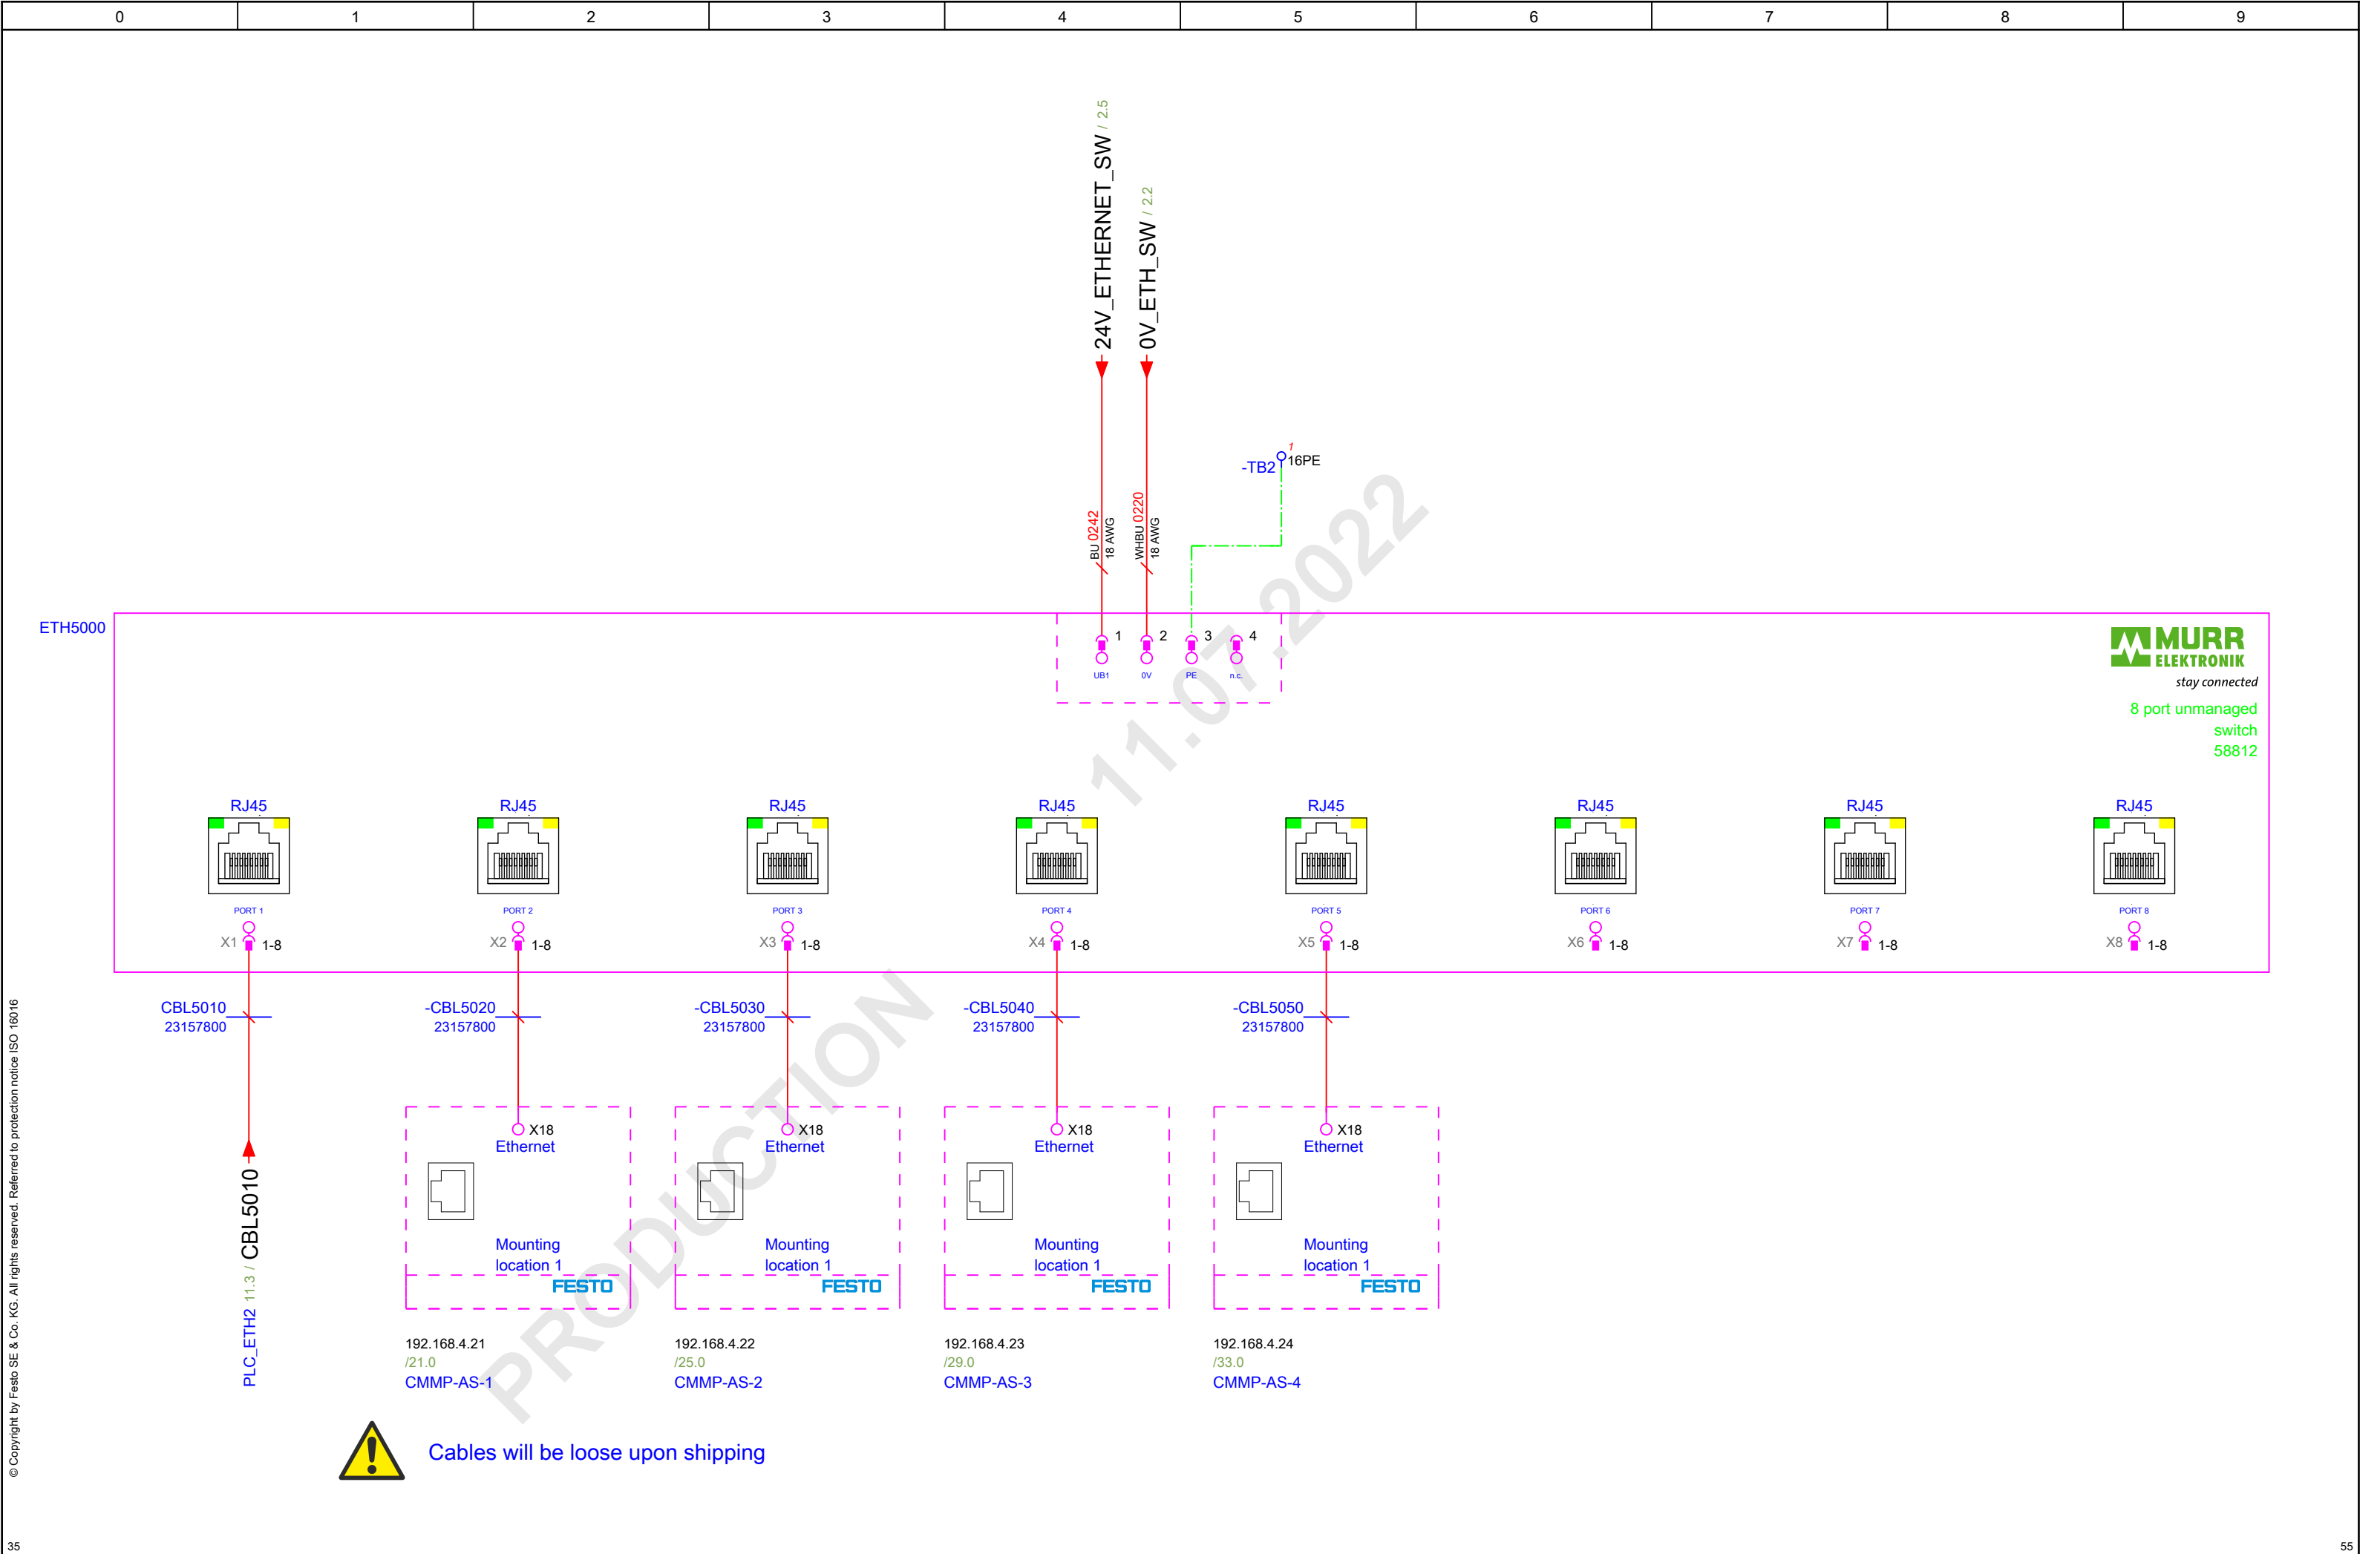 0 1 2 3 4 5 6 7 8 9
24V_ETHERNET_SW / 2.5
0V_ETH_SW / 2.2
1
-TB2 16PE
BU 0242
18 AWG
WHBU 0220
18 AWG
ETH5000
1 2 3 4
UB1 0V PE n.c.
MURR
ELEKTRONIK
stay connected
8 port unmanaged
switch
58812
RJ45 RJ45 RJ45 RJ45 RJ45 RJ45 RJ45 RJ45
PORT 1 PORT 2 PORT 3 PORT 4 PORT 5 PORT 6 PORT 7 PORT 8
X1 1-8 X2 1-8 X3 1-8 X4 1-8 X5 1-8 X6 1-8 X7 1-8 X8 1-8
CBL5010 -CBL5020 -CBL5030 -CBL5040 -CBL5050
23157800 23157800 23157800 23157800 23157800
X18 X18 X18 X18
Ethernet Ethernet Ethernet Ethernet
Mounting Mounting Mounting Mounting
location 1 location 1 location 1 location 1
FESTO FESTO FESTO FESTO
PLC_ETH2 11.3 / CBL5010
192.168.4.21 192.168.4.22 192.168.4.23 192.168.4.24
/21.0 /25.0 /29.0 /33.0
CMMP-AS-1 CMMP-AS-2 CMMP-AS-3 CMMP-AS-4
Cables will be loose upon shipping
PRODUCTION 11.07.2022
© Copyright by Festo SE & Co. KG. All rights reserved. Referred to protection notice ISO 16016
35 55